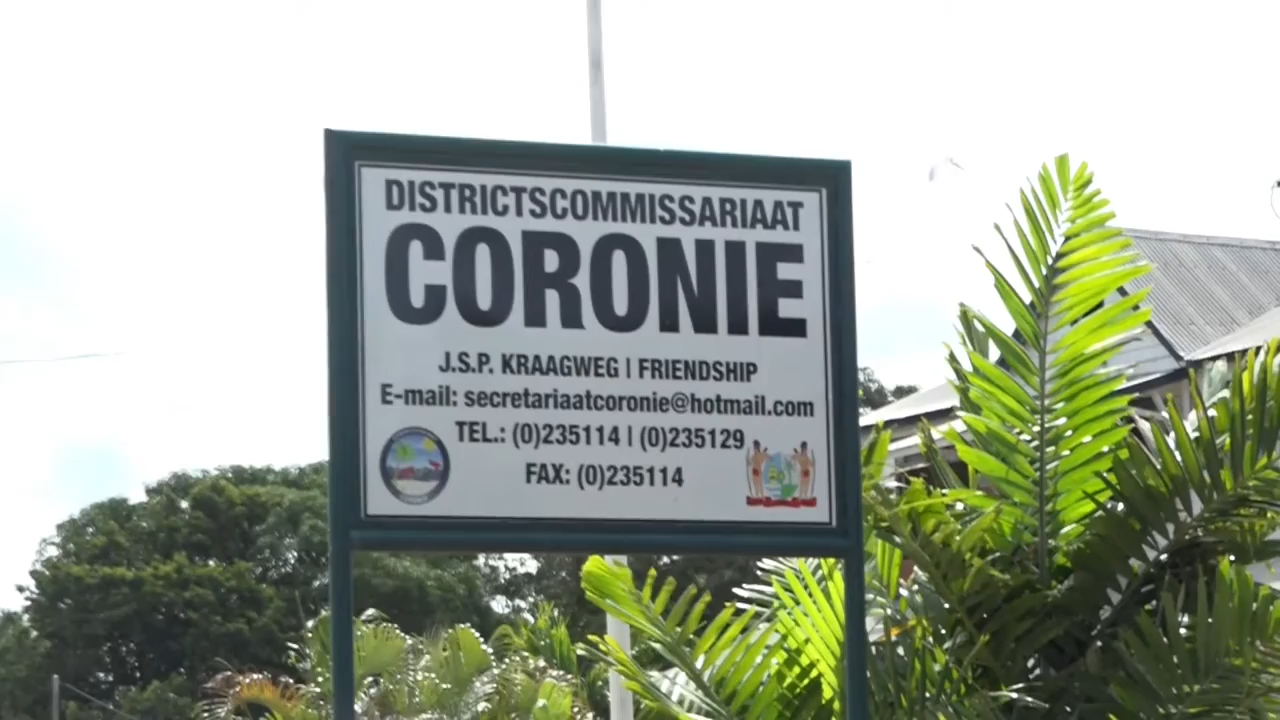 DISTRICTSCOMMISSARIAAT
CORONIE
J.S.P. KRAAGWEG | FRIENDSHIP
E-mail: secretariaatcoronie@hotmail.com
TEL.: (0)235114 | (0)235129
FAX: (0)235114